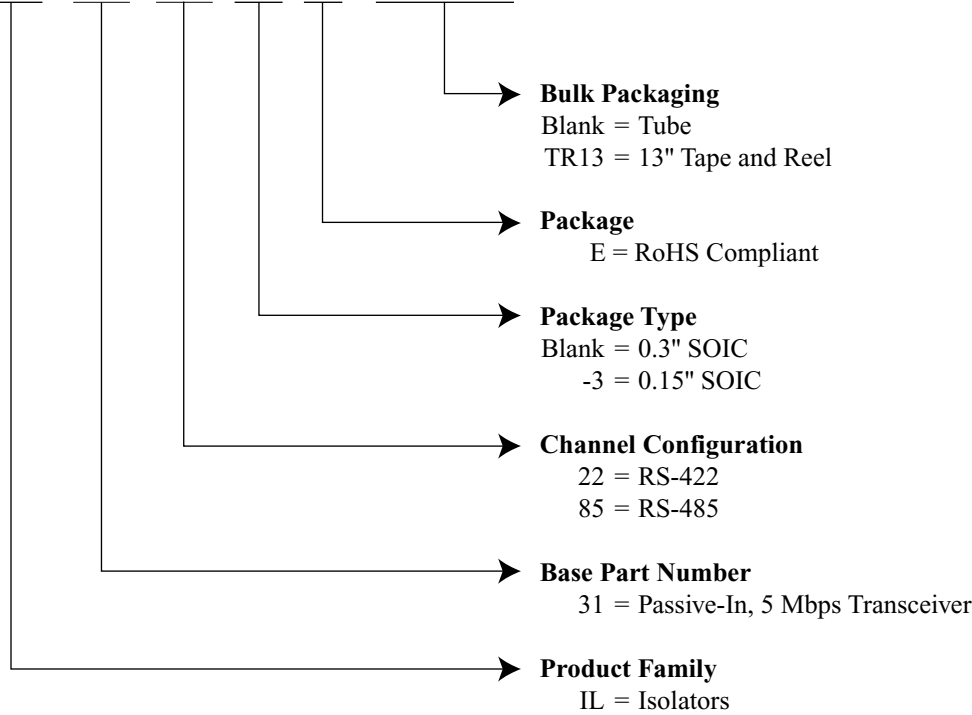 Bulk Packaging
Blank = Tube
TR13 = 13" Tape and Reel
Package
E = RoHS Compliant
Package Type
Blank = 0.3" SOIC
-3 = 0.15" SOIC
Channel Configuration
22 = RS-422
85 = RS-485
Base Part Number
31 = Passive-In, 5 Mbps Transceiver
Product Family
IL = Isolators